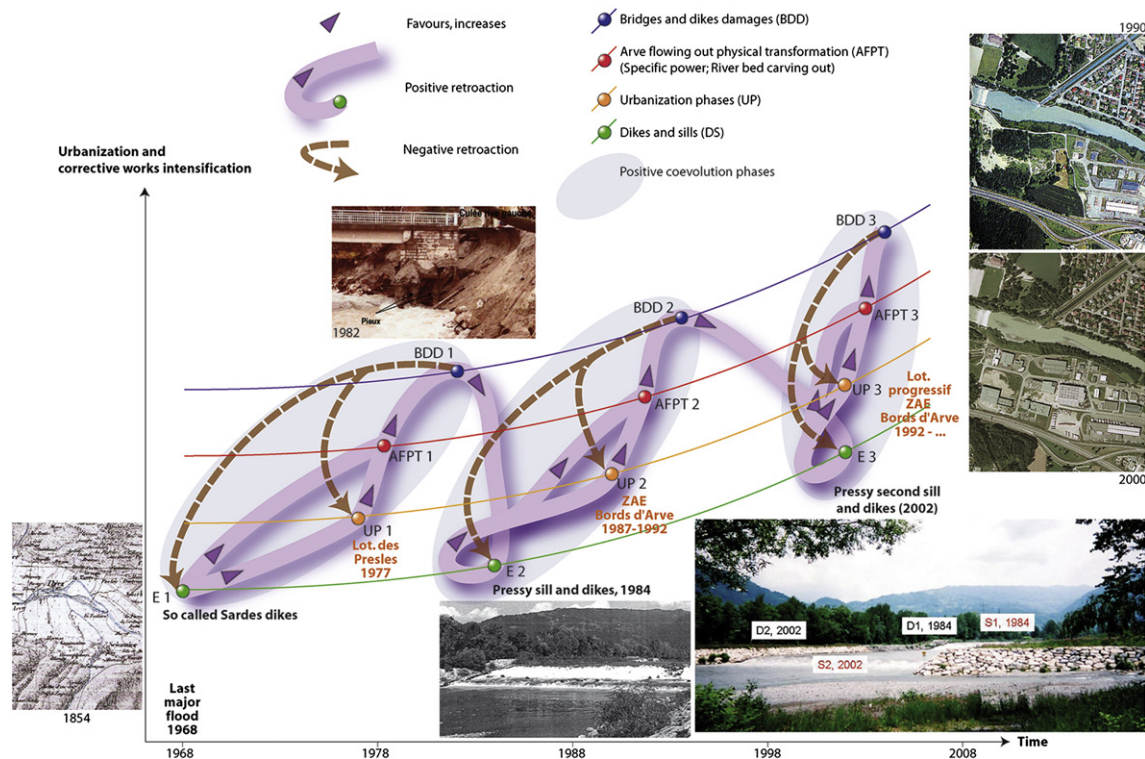 Favours, increases
Positive retroaction
Negative retroaction
Bridges and dikes damages (BDD)
Arve flowing out physical transformation (AFPT)
(Specific power; River bed carving out)
Urbanization phases (UP)
Dikes and sills (DS)
Positive coevolution phases
1990
Urbanization and
corrective works intensification
Culée rive gauche
Pieux
1982
BDD 1
BDD 2
BDD 3
AFPT 1
AFPT 2
AFPT 3
UP 1
UP 2
UP 3
Lot. des
Presles
1977
ZAE
Bords d'Arve
1987-1992
Lot.
progressif
ZAE
Bords d'Arve
1992 - ...
E 1
E 2
E 3
So called Sardes dikes
Pressy sill and dikes, 1984
Pressy second sill
and dikes (2002)
2000
D2, 2002
D1, 1984
S1, 1984
S2, 2002
1854
Last
major
flood
1968
1968
1978
1988
1998
2008
Time